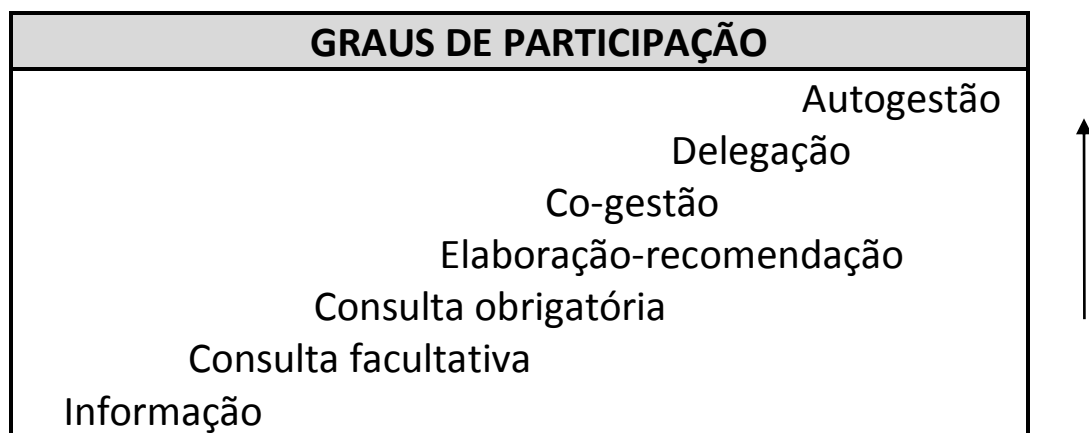 GRAUS DE PARTICIPAÇÃO
Autogestão
Delegação
Co-gestão
Elaboração-recomendação
Consulta obrigatória
Consulta facultativa
Informação